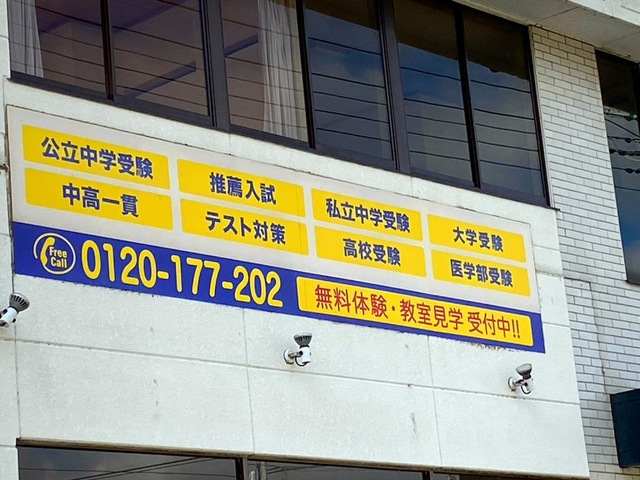 公立中学受験 推薦入試 私立中学受験 大学受験
中高一貫 テスト対策 高校受験 医学部受験
Free Call 0120-177-202 無料体験・教室見学 受付中!!